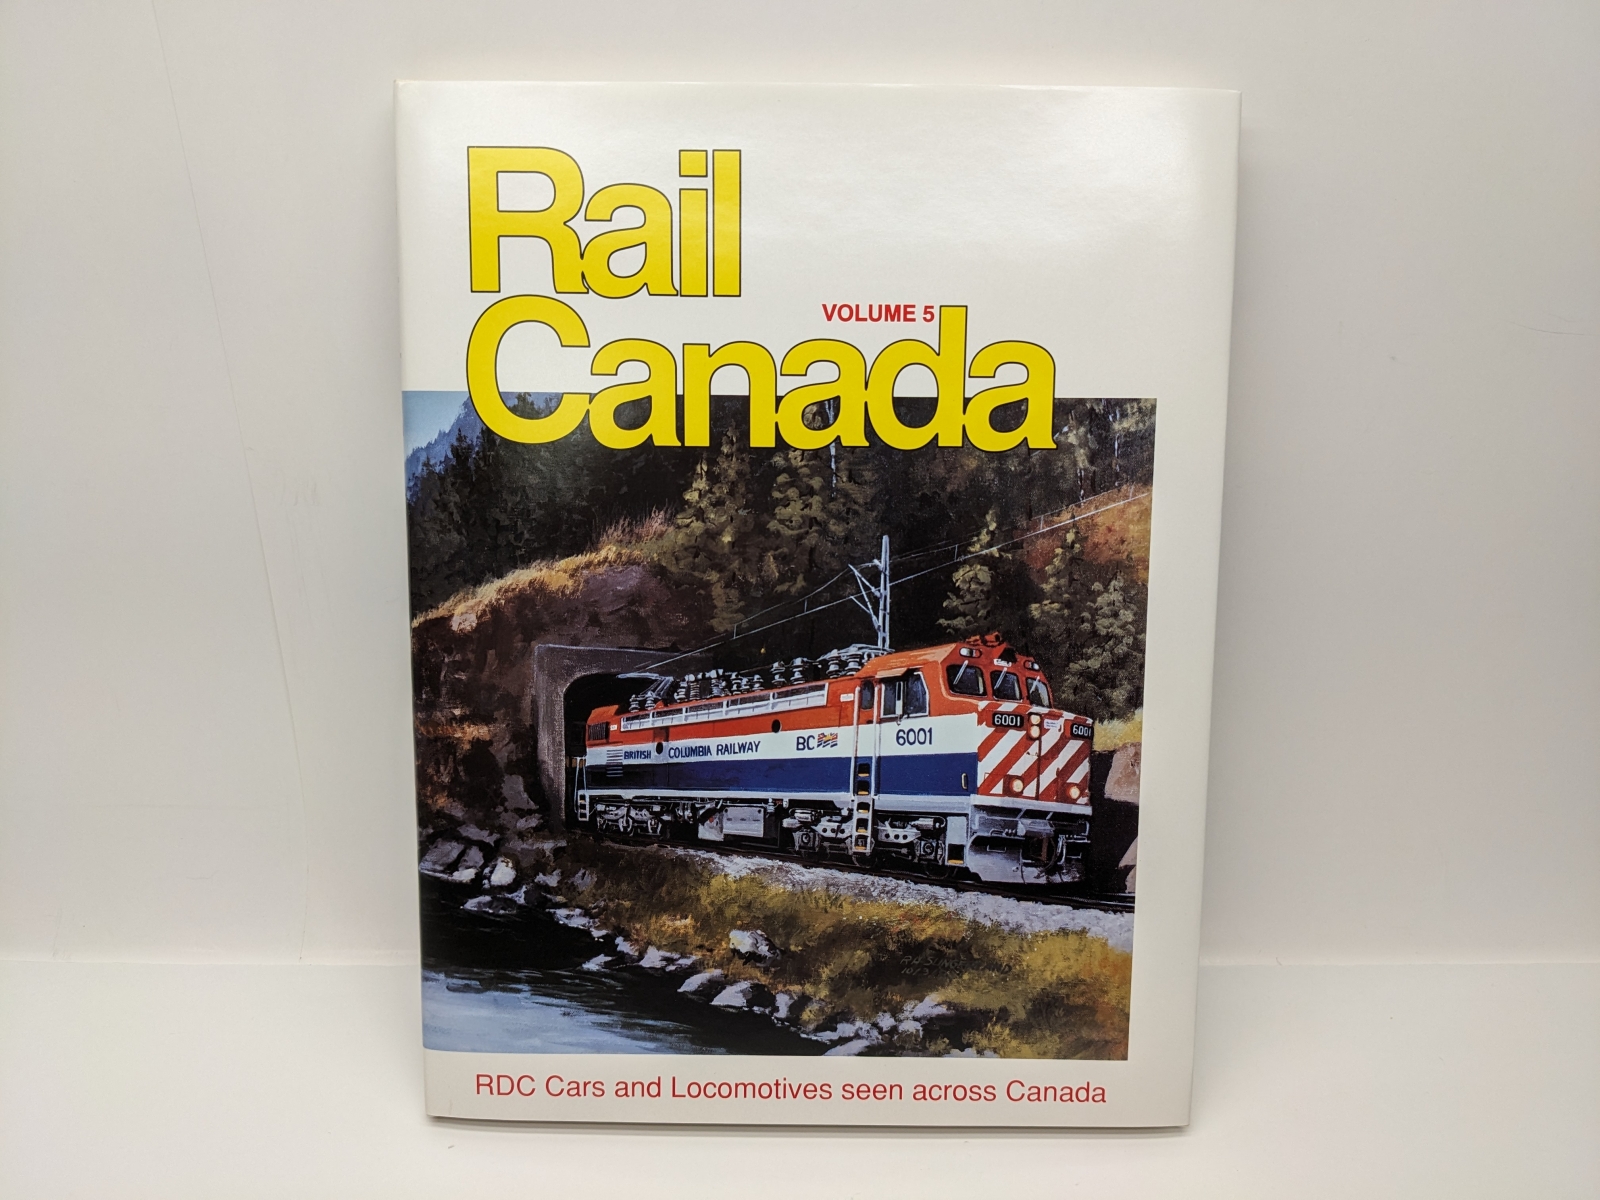 Rail
VOLUME 5
Canada
6001
6001
BRITISH COLUMBIA RAILWAY BC 6001
RDC Cars and Locomotives seen across Canada